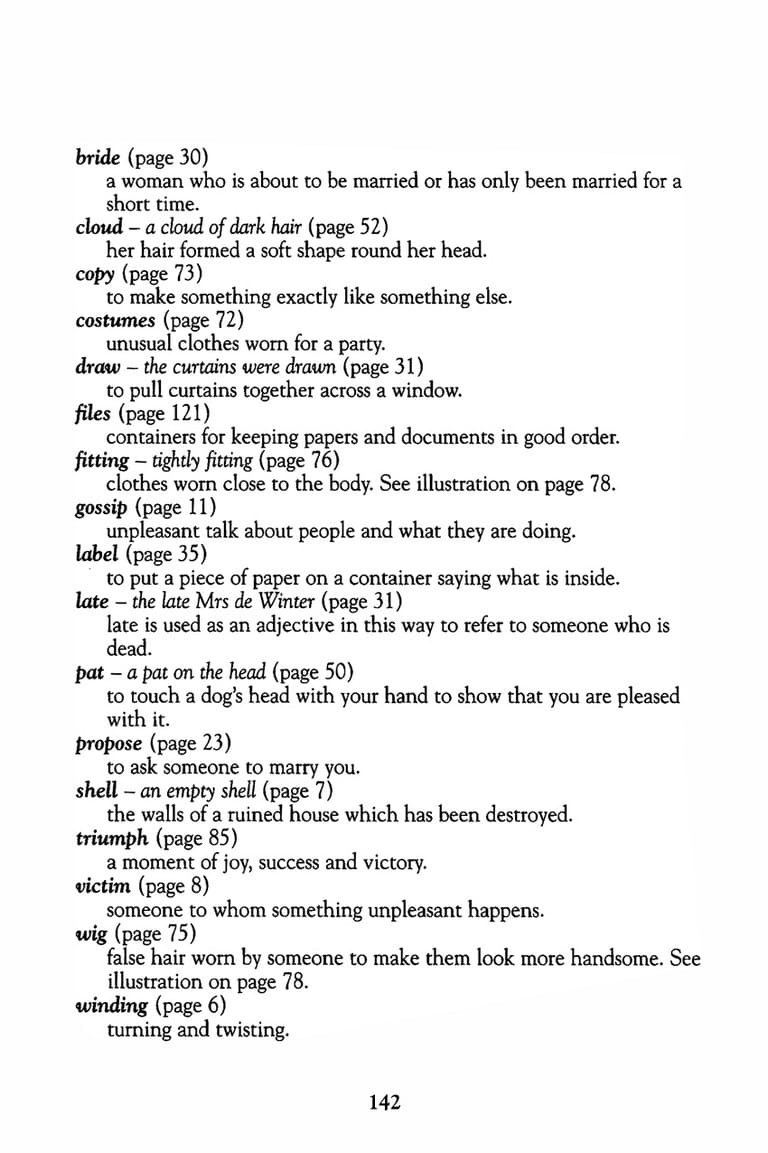 bride (page 30)
a woman who is about to be married or has only been married for a
short time.
cloud – a cloud of dark hair (page 52)
her hair formed a soft shape round her head.
copy (page 73)
to make something exactly like something else.
costumes (page 72)
unusual clothes worn for a party.
draw – the curtains were drawn (page 31)
to pull curtains together across a window.
files (page 121)
containers for keeping papers and documents in good order.
fitting – tightly fitting (page 76)
clothes worn close to the body. See illustration on page 78.
gossip (page 11)
unpleasant talk about people and what they are doing.
label (page 35)
to put a piece of paper on a container saying what is inside.
late – the late Mrs de Winter (page 31)
late is used as an adjective in this way to refer to someone who is
dead.
pat – a pat on the head (page 50)
to touch a dog's head with your hand to show that you are pleased
with it.
propose (page 23)
to ask someone to marry you.
shell – an empty shell (page 7)
the walls of a ruined house which has been destroyed.
triumph (page 85)
a moment of joy, success and victory.
victim (page 8)
someone to whom something unpleasant happens.
wig (page 75)
false hair worn by someone to make them look more handsome. See
illustration on page 78.
winding (page 6)
turning and twisting.
142